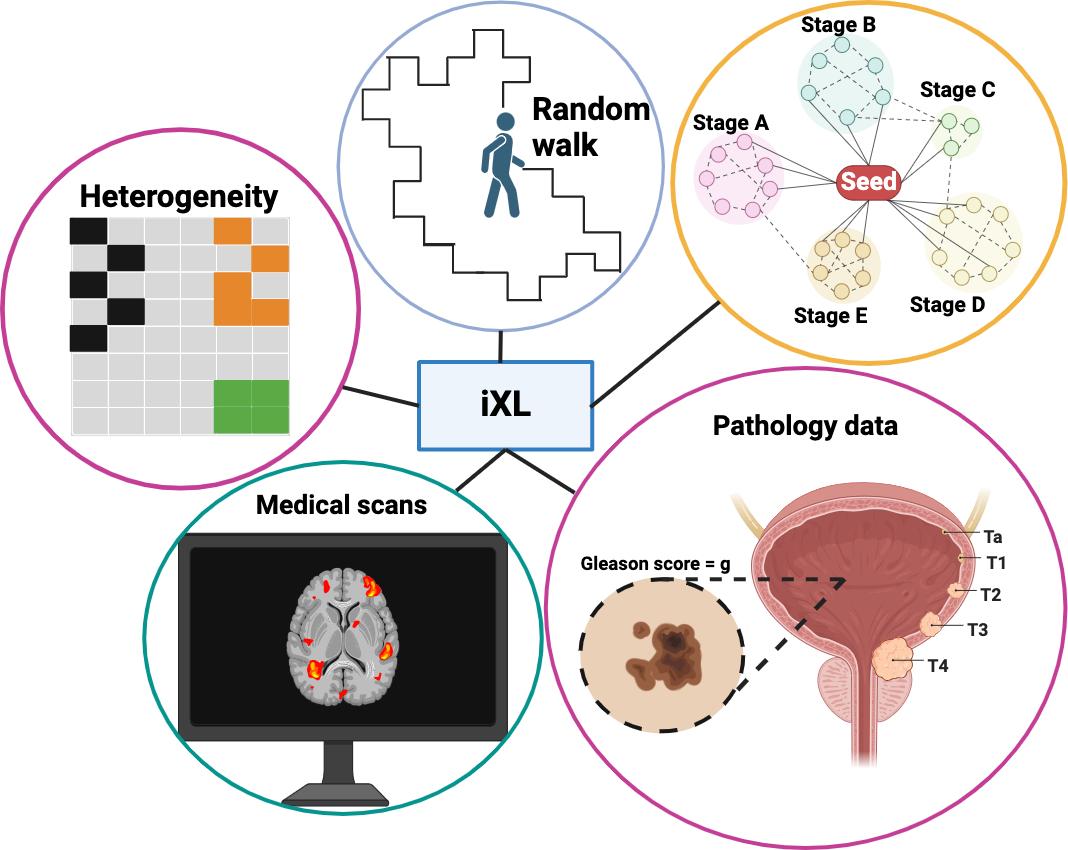 Heterogeneity
Random
walk
Stage A
Stage B
Stage C
Seed
Stage D
Stage E
iXL
Medical scans
Pathology data
Gleason score = g
Ta
T1
T2
T3
T4